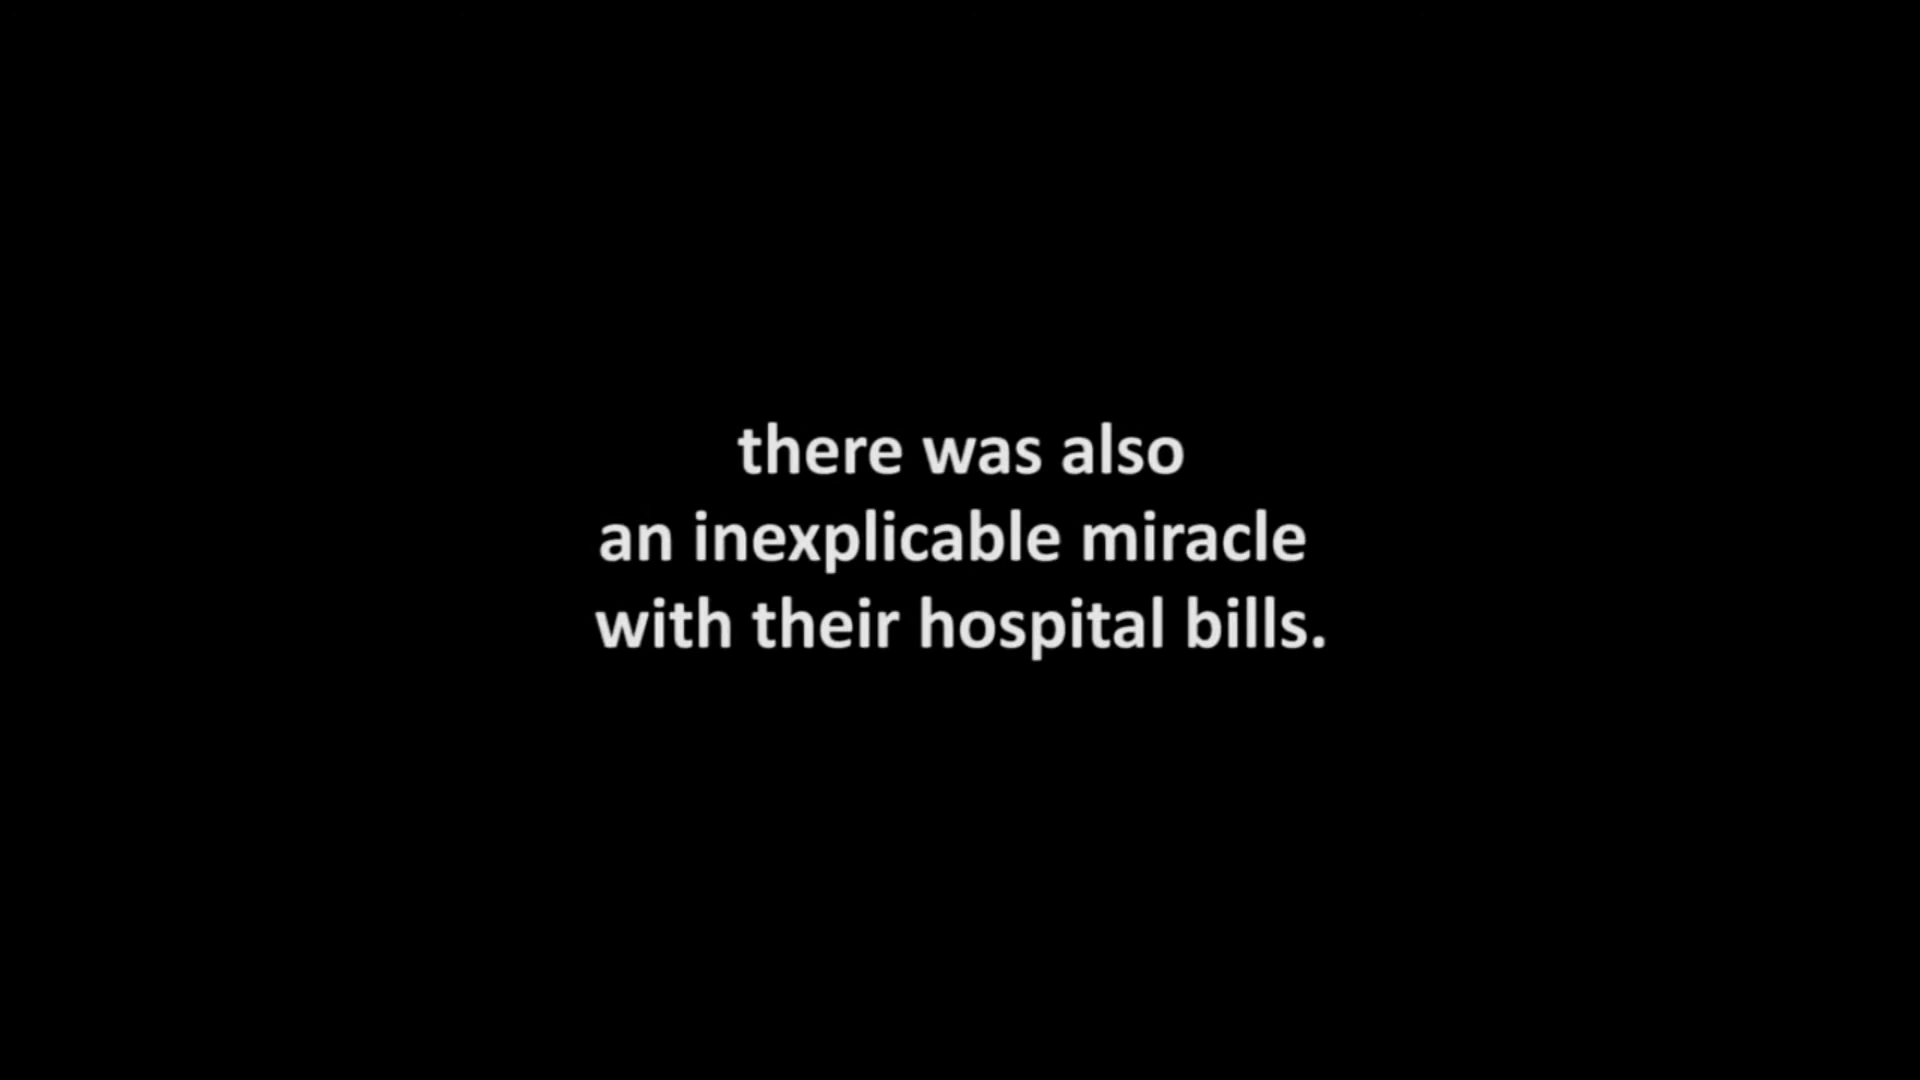 there was also
an inexplicable miracle
with their hospital bills.